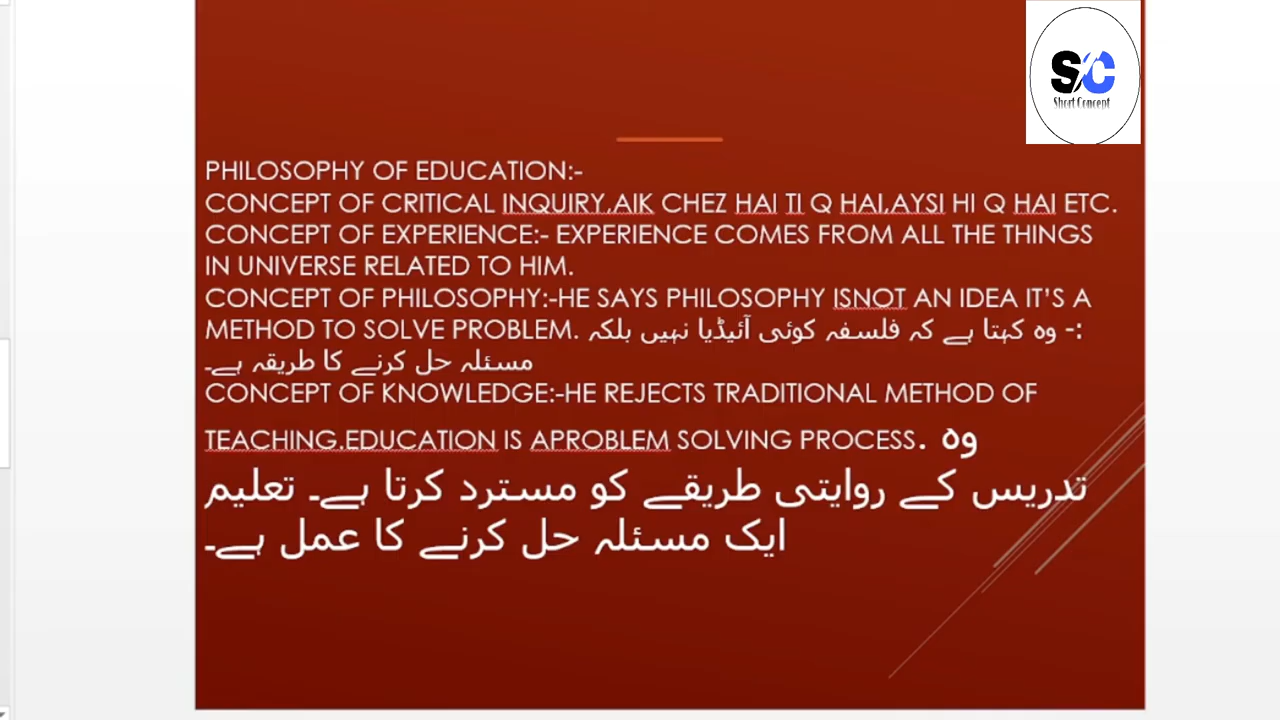 S/C
Short Concept
PHILOSOPHY OF EDUCATION:-
CONCEPT OF CRITICAL INQUIRY,AIK CHEZ HAI TI Q HAI,AYSI HI Q HAI ETC.
CONCEPT OF EXPERIENCE:- EXPERIENCE COMES FROM ALL THE THINGS
IN UNIVERSE RELATED TO HIM.
CONCEPT OF PHILOSOPHY:-HE SAYS PHILOSOPHY ISNOT AN IDEA IT'S A
METHOD TO SOLVE PROBLEM. :- وہ کہتا ہے کہ فلسفہ کوئی آئیڈیا نہیں بلکہ
مسئلہ حل کرنے کا طریقہ ہے۔
CONCEPT OF KNOWLEDGE:-HE REJECTS TRADITIONAL METHOD OF
TEACHING.EDUCATION IS APROBLEM SOLVING PROCESS. وہ
تدریس کے روایتی طریقے کو مسترد کرتا ہے۔ تعلیم
ایک مسئلہ حل کرنے کا عمل ہے۔